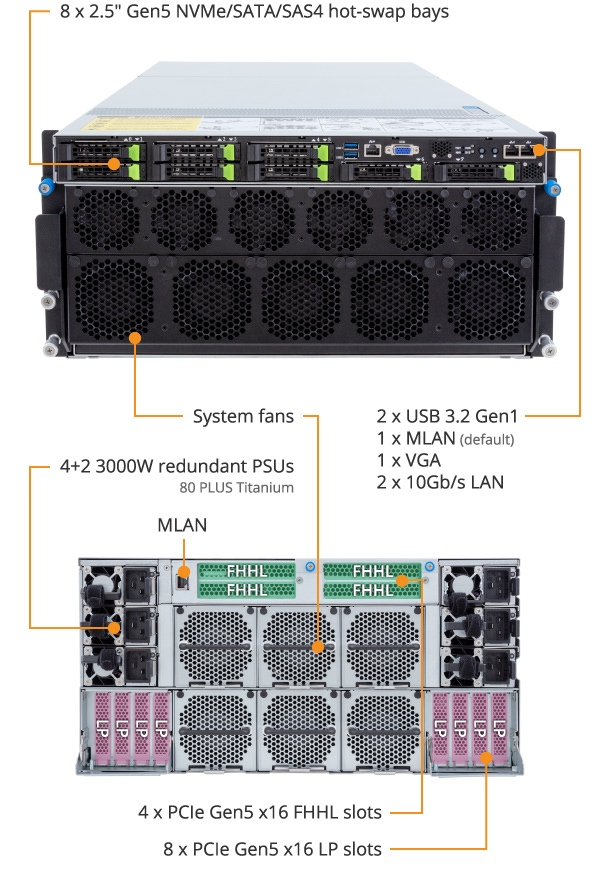 8 x 2.5" Gen5 NVMe/SATA/SAS4 hot-swap bays
System fans
2 x USB 3.2 Gen1
1 x MLAN (default)
1 x VGA
2 x 10Gb/s LAN
4+2 3000W redundant PSUs
80 PLUS Titanium
MLAN
FHHL FHHL
FHHL FHHL
LP LP LP LP LP LP LP LP
4 x PCIe Gen5 x16 FHHL slots
8 x PCIe Gen5 x16 LP slots